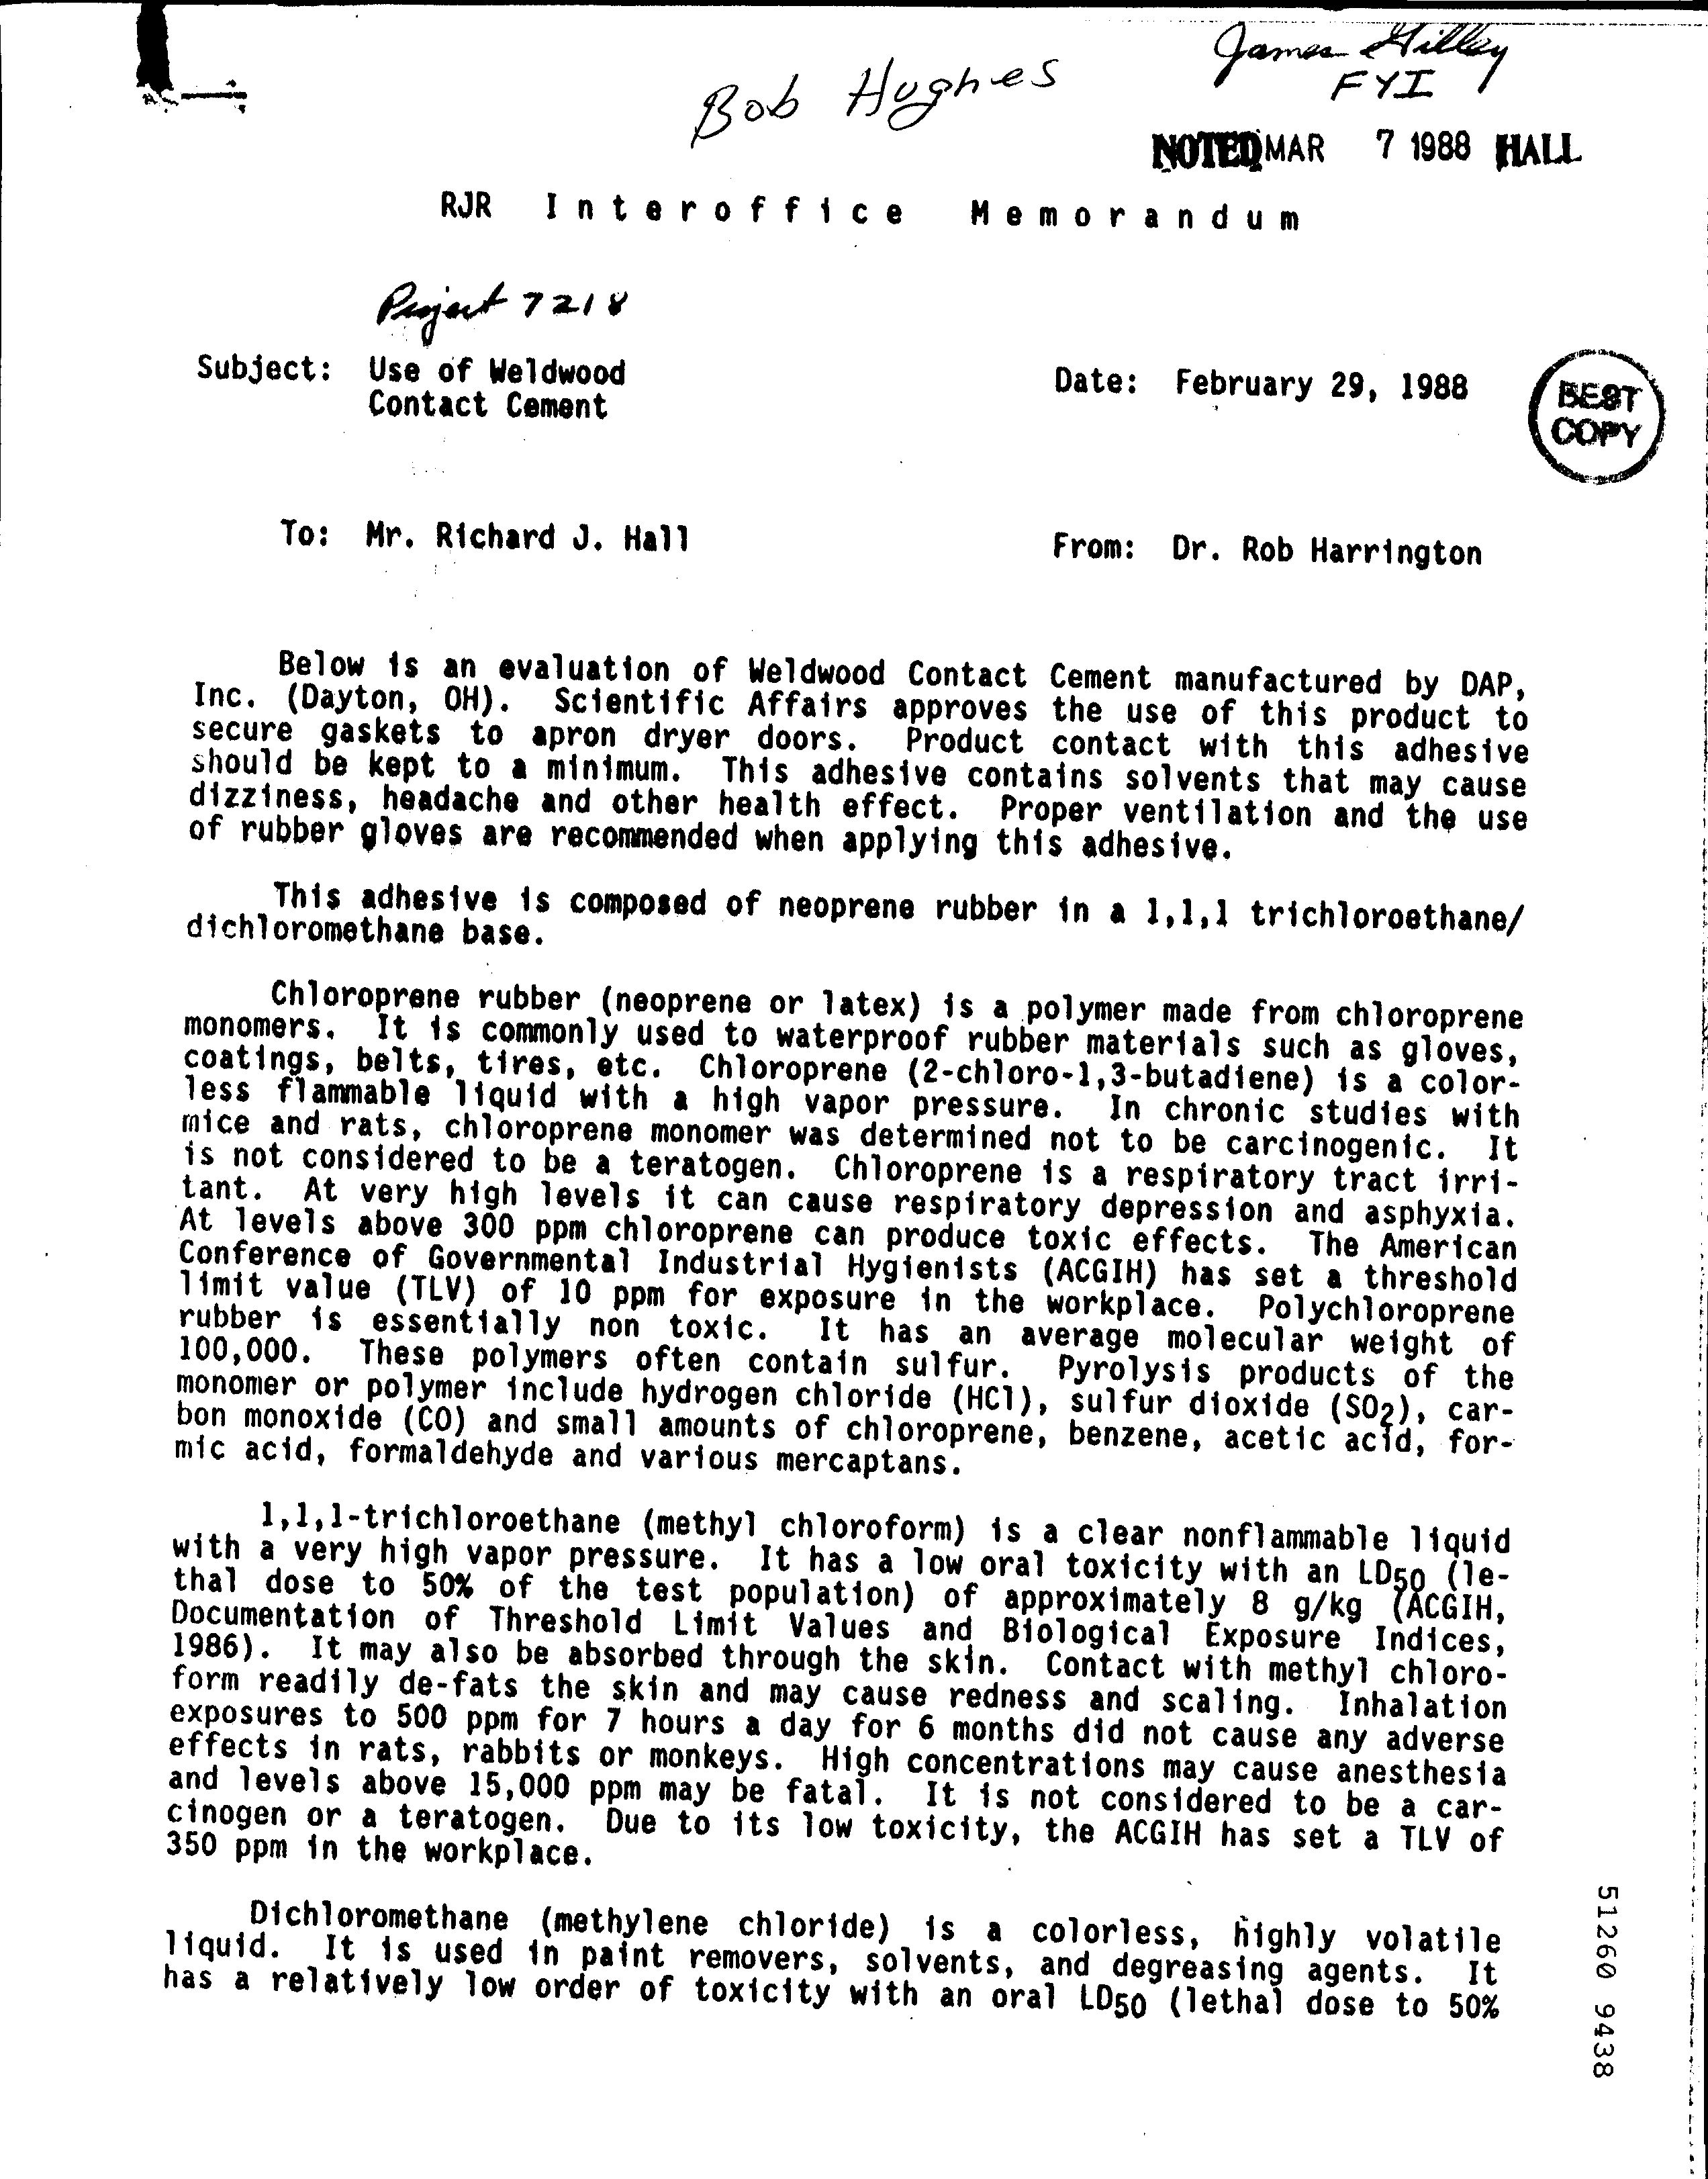 James Hilley
FYI
Bob Hughes
NOTED MAR 7 1988 HALL
RJR Interoffice Memorandum
Project 7218
Subject: Use of Weldwood
Contact Cement
Date: February 29, 1988
BEST
COPY
To: Mr. Richard J. Hall
From: Dr. Rob Harrington
Below is an evaluation of Weldwood Contact Cement manufactured by DAP,
Inc. (Dayton, OH). Scientific Affairs approves the use of this product to
secure gaskets to apron dryer doors. Product contact with this adhesive
should be kept to a minimum. This adhesive contains solvents that may cause
dizziness, headache and other health effect. Proper ventilation and the use
of rubber gloves are recommended when applying this adhesive.
This adhesive is composed of neoprene rubber in a 1,1,1 trichloroethane/
dichloromethane base.
Chloroprene rubber (neoprene or latex) is a polymer made from chloroprene
monomers. It is commonly used to waterproof rubber materials such as gloves,
coatings, belts, tires, etc. Chloroprene (2-chloro-1,3-butadiene) is a color-
less flammable liquid with a high vapor pressure. In chronic studies with
mice and rats, chloroprene monomer was determined not to be carcinogenic. It
is not considered to be a teratogen. Chloroprene is a respiratory tract irri-
tant. At very high levels it can cause respiratory depression and asphyxia.
At levels above 300 ppm chloroprene can produce toxic effects. The American
Conference of Governmental Industrial Hygienists (ACGIH) has set a threshold
limit value (TLV) of 10 ppm for exposure in the workplace. Polychloroprene
rubber is essentially non toxic. It has an average molecular weight of
100,000. These polymers often contain sulfur. Pyrolysis products of the
monomer or polymer include hydrogen chloride (HCl), sulfur dioxide (SO2), car-
bon monoxide (CO) and small amounts of chloroprene, benzene, acetic acid, for-
mic acid, formaldehyde and various mercaptans.
1,1,1-trichloroethane (methyl chloroform) is a clear nonflammable liquid
with a very high vapor pressure. It has a low oral toxicity with an LD50 (le-
thal dose to 50% of the test population) of approximately 8 g/kg (ACGIH,
Documentation of Threshold Limit Values and Biological Exposure Indices,
1986). It may also be absorbed through the skin. Contact with methyl chloro-
form readily de-fats the skin and may cause redness and scaling. Inhalation
exposures to 500 ppm for 7 hours a day for 6 months did not cause any adverse
effects in rats, rabbits or monkeys. High concentrations may cause anesthesia
and levels above 15,000 ppm may be fatal. It is not considered to be a car-
cinogen or a teratogen. Due to its low toxicity, the ACGIH has set a TLV of
350 ppm in the workplace.
Dichloromethane (methylene chloride) is a colorless, highly volatile
liquid. It is used in paint removers, solvents, and degreasing agents. It
has a relatively low order of toxicity with an oral LD50 (lethal dose to 50%
51260 9438